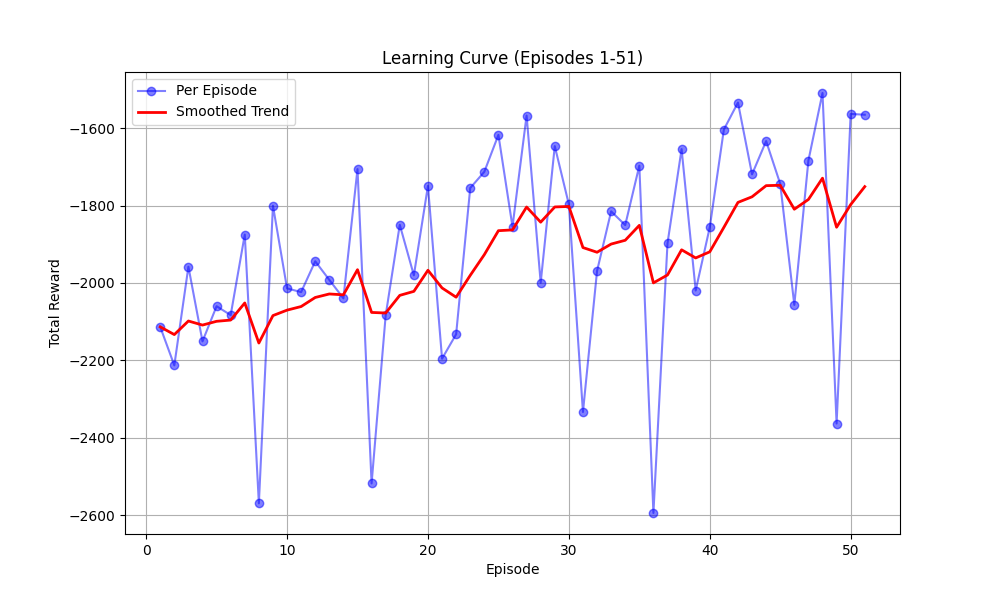 Learning Curve (Episodes 1-51)
Per Episode
Smoothed Trend
Total Reward
−1600
−1800
−2000
−2200
−2400
−2600
0 10 20 30 40 50
Episode